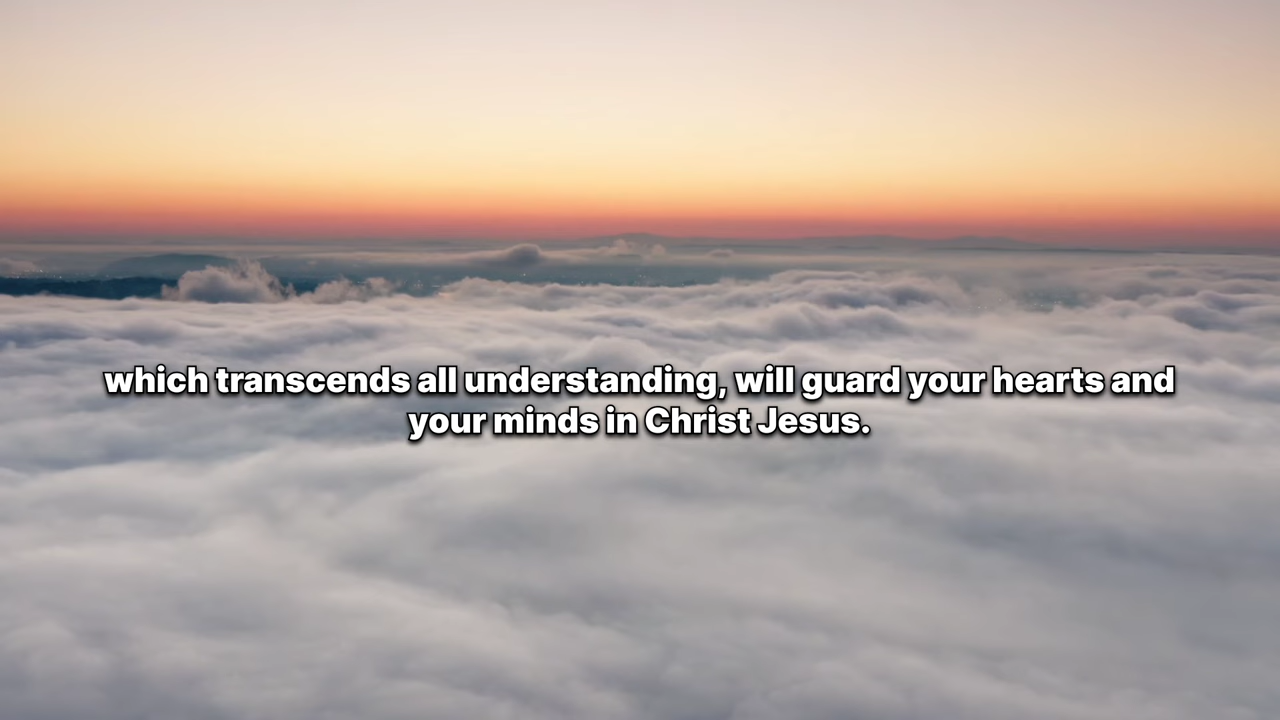 which transcends all understanding, will guard your hearts and
your minds in Christ Jesus.